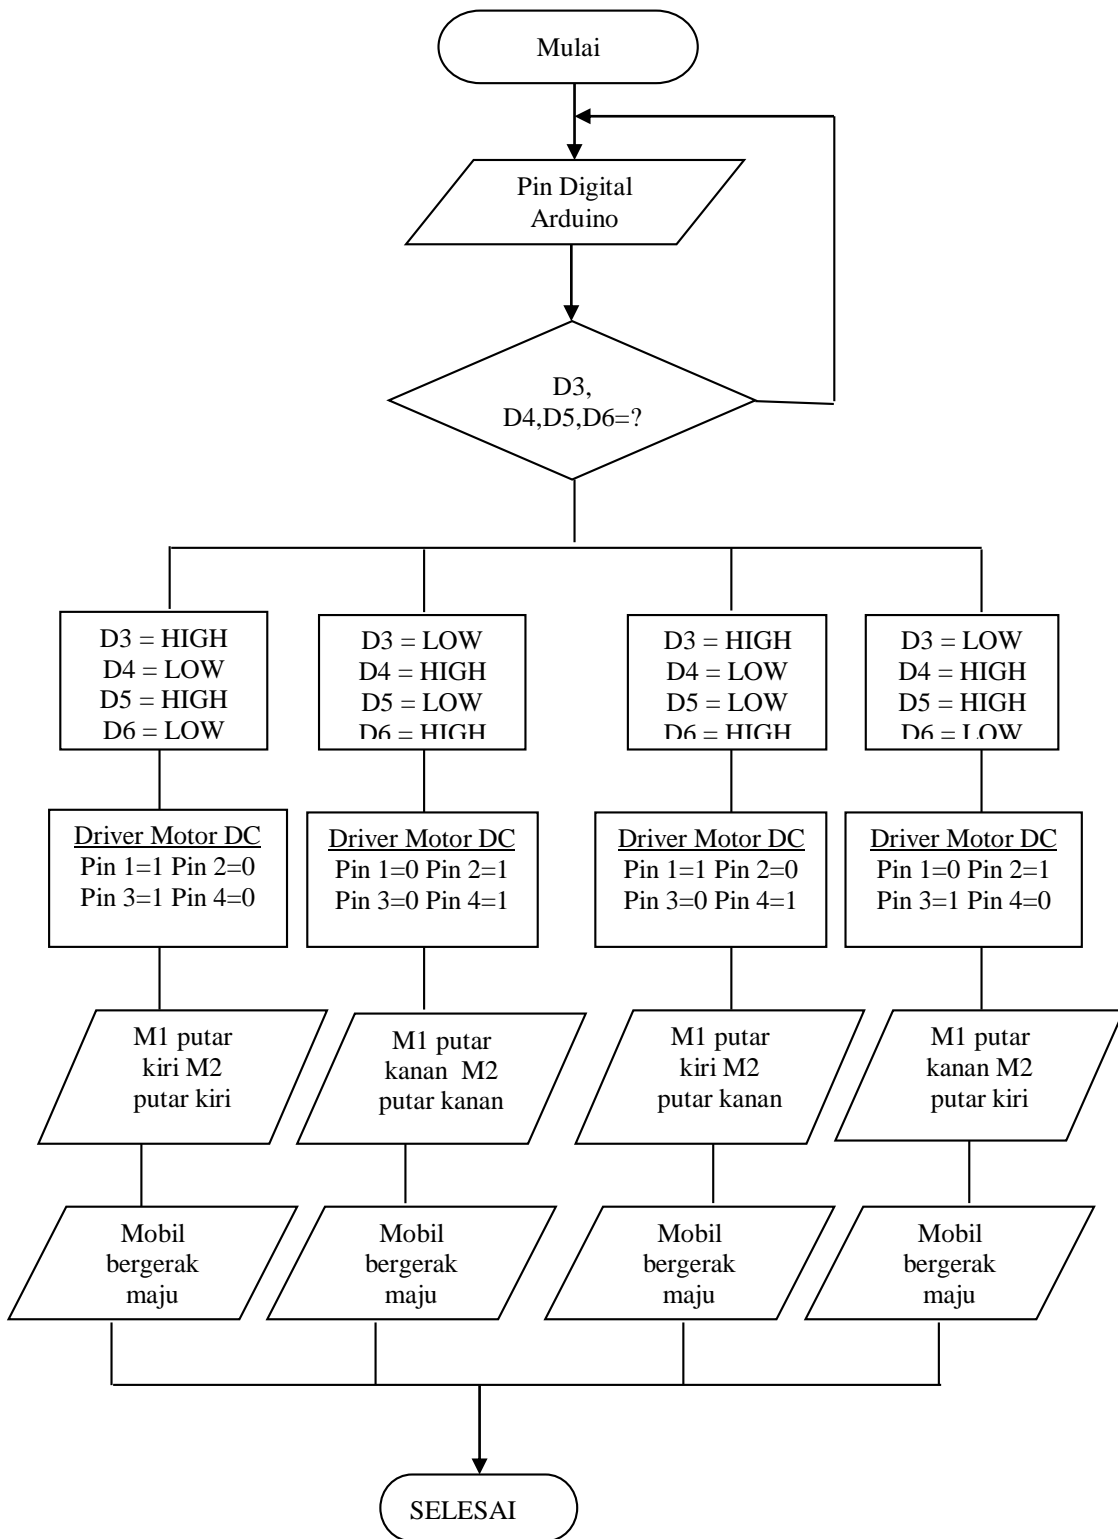 Mulai
Pin Digital
Arduino
D3,
D4,D5,D6=?
D3 = HIGH
D4 = LOW
D5 = HIGH
D6 = LOW
D3 = LOW
D4 = HIGH
D5 = LOW
D6 = HIGH
D3 = HIGH
D4 = LOW
D5 = LOW
D6 = HIGH
D3 = LOW
D4 = HIGH
D5 = HIGH
D6 = LOW
Driver Motor DC
Pin 1=1 Pin 2=0
Pin 3=1 Pin 4=0
Driver Motor DC
Pin 1=0 Pin 2=1
Pin 3=0 Pin 4=1
Driver Motor DC
Pin 1=1 Pin 2=0
Pin 3=0 Pin 4=1
Driver Motor DC
Pin 1=0 Pin 2=1
Pin 3=1 Pin 4=0
M1 putar
kiri M2
putar kiri
M1 putar
kanan M2
putar kanan
M1 putar
kiri M2
putar kanan
M1 putar
kanan M2
putar kiri
Mobil
bergerak
maju
Mobil
bergerak
maju
Mobil
bergerak
maju
Mobil
bergerak
maju
SELESAI